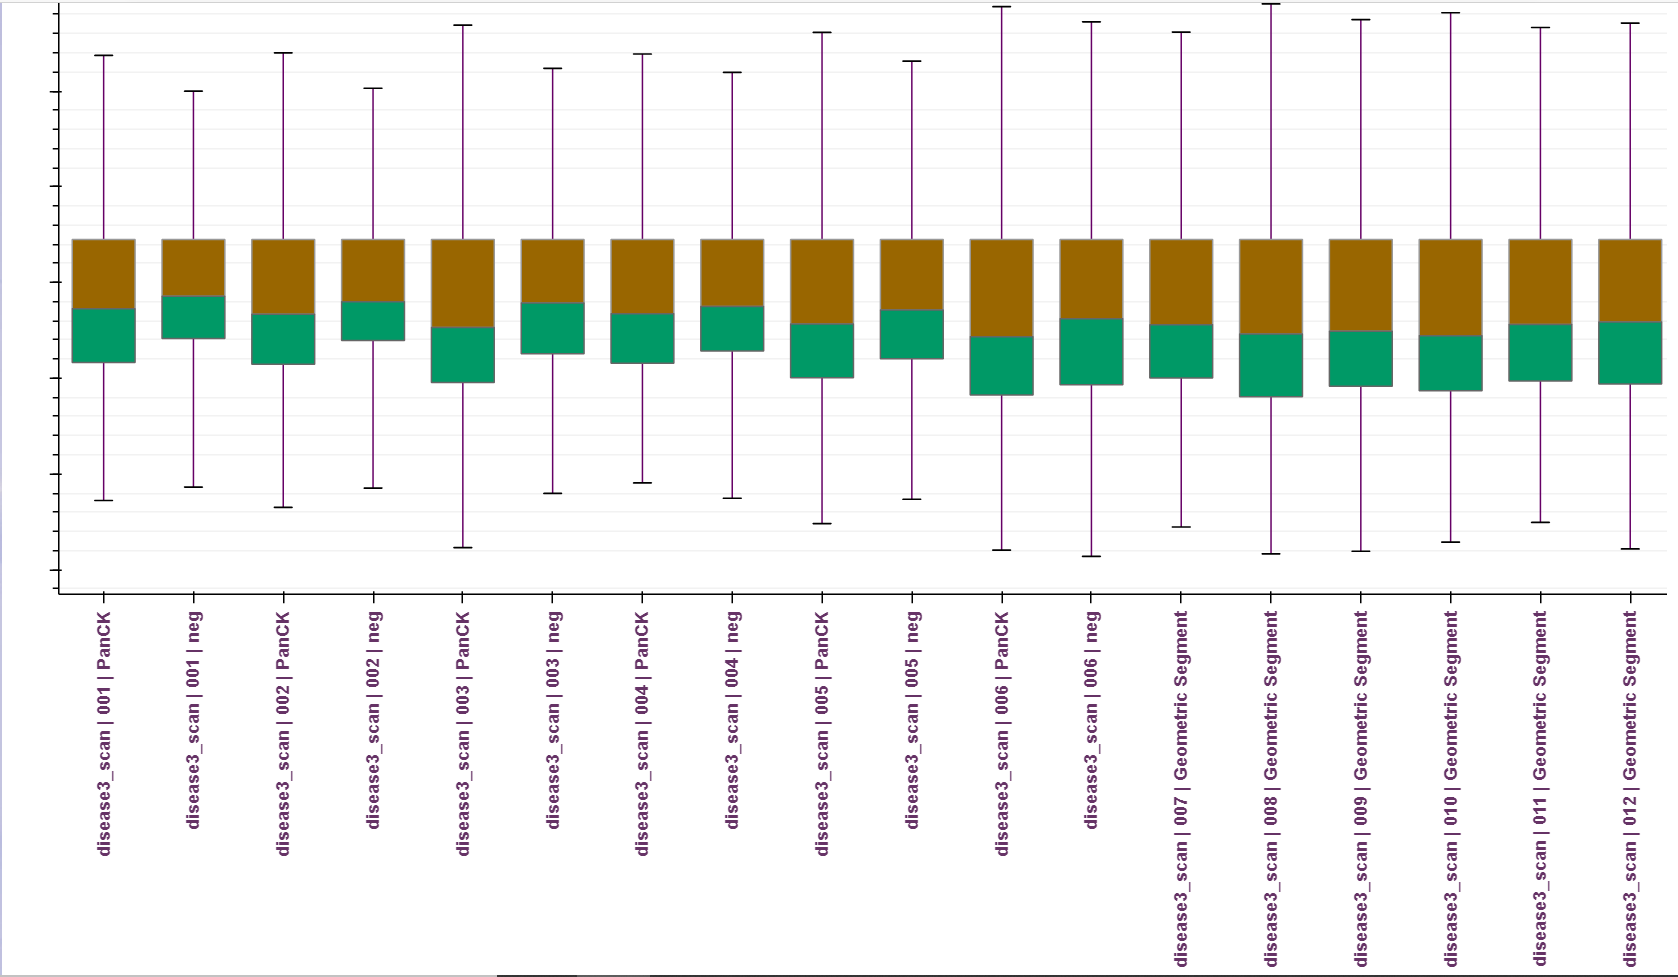 disease3_scan | 001 | PanCK
disease3_scan | 001 | neg
disease3_scan | 002 | PanCK
disease3_scan | 002 | neg
disease3_scan | 003 | PanCK
disease3_scan | 003 | neg
disease3_scan | 004 | PanCK
disease3_scan | 004 | neg
disease3_scan | 005 | PanCK
disease3_scan | 005 | neg
disease3_scan | 006 | PanCK
disease3_scan | 006 | neg
disease3_scan | 007 | Geometric Segment
disease3_scan | 008 | Geometric Segment
disease3_scan | 009 | Geometric Segment
disease3_scan | 010 | Geometric Segment
disease3_scan | 011 | Geometric Segment
disease3_scan | 012 | Geometric Segment